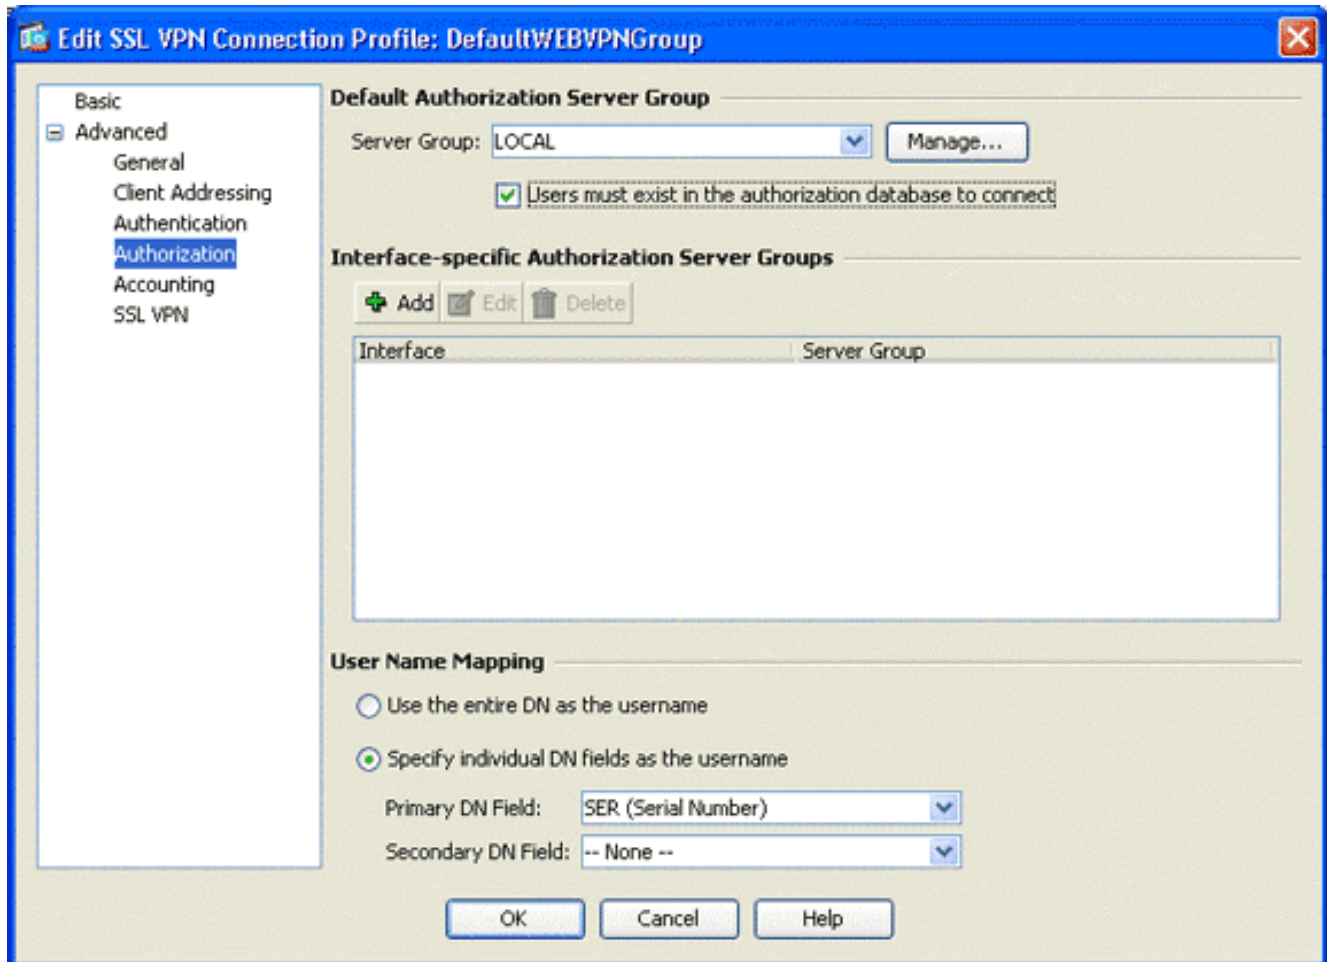 Edit SSL VPN Connection Profile: DefaultWEBVPNGroup
Basic
Advanced
General
Client Addressing
Authentication
Authorization
Accounting
SSL VPN
Default Authorization Server Group
Server Group: LOCAL Manage...
Users must exist in the authorization database to connect
Interface-specific Authorization Server Groups
Add Edit Delete
Interface Server Group
User Name Mapping
Use the entire DN as the username
Specify individual DN fields as the username
Primary DN Field: SER (Serial Number)
Secondary DN Field: -- None --
OK Cancel Help